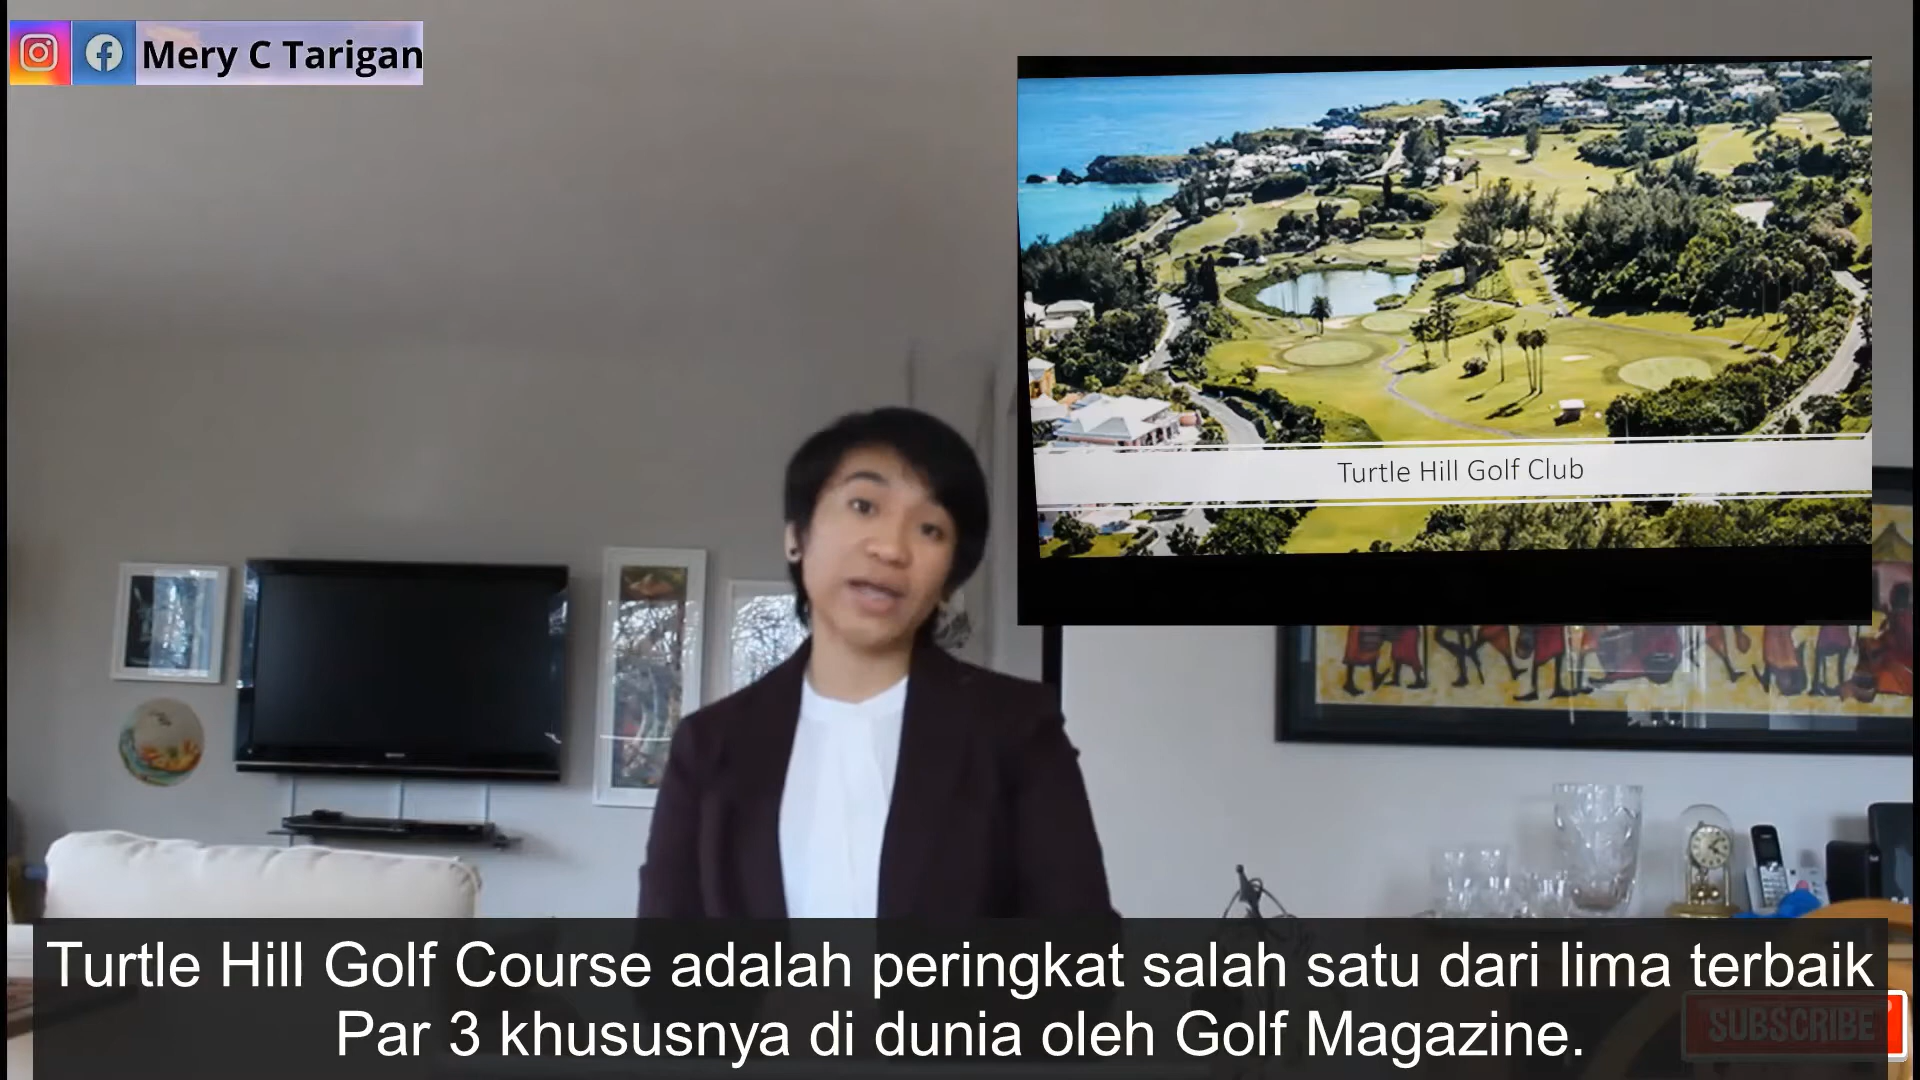 Mery C Tarigan
Turtle Hill Golf Club
Turtle Hill Golf Course adalah peringkat salah satu dari lima terbaik
Par 3 khususnya di dunia oleh Golf Magazine.
SUBSCRIBE